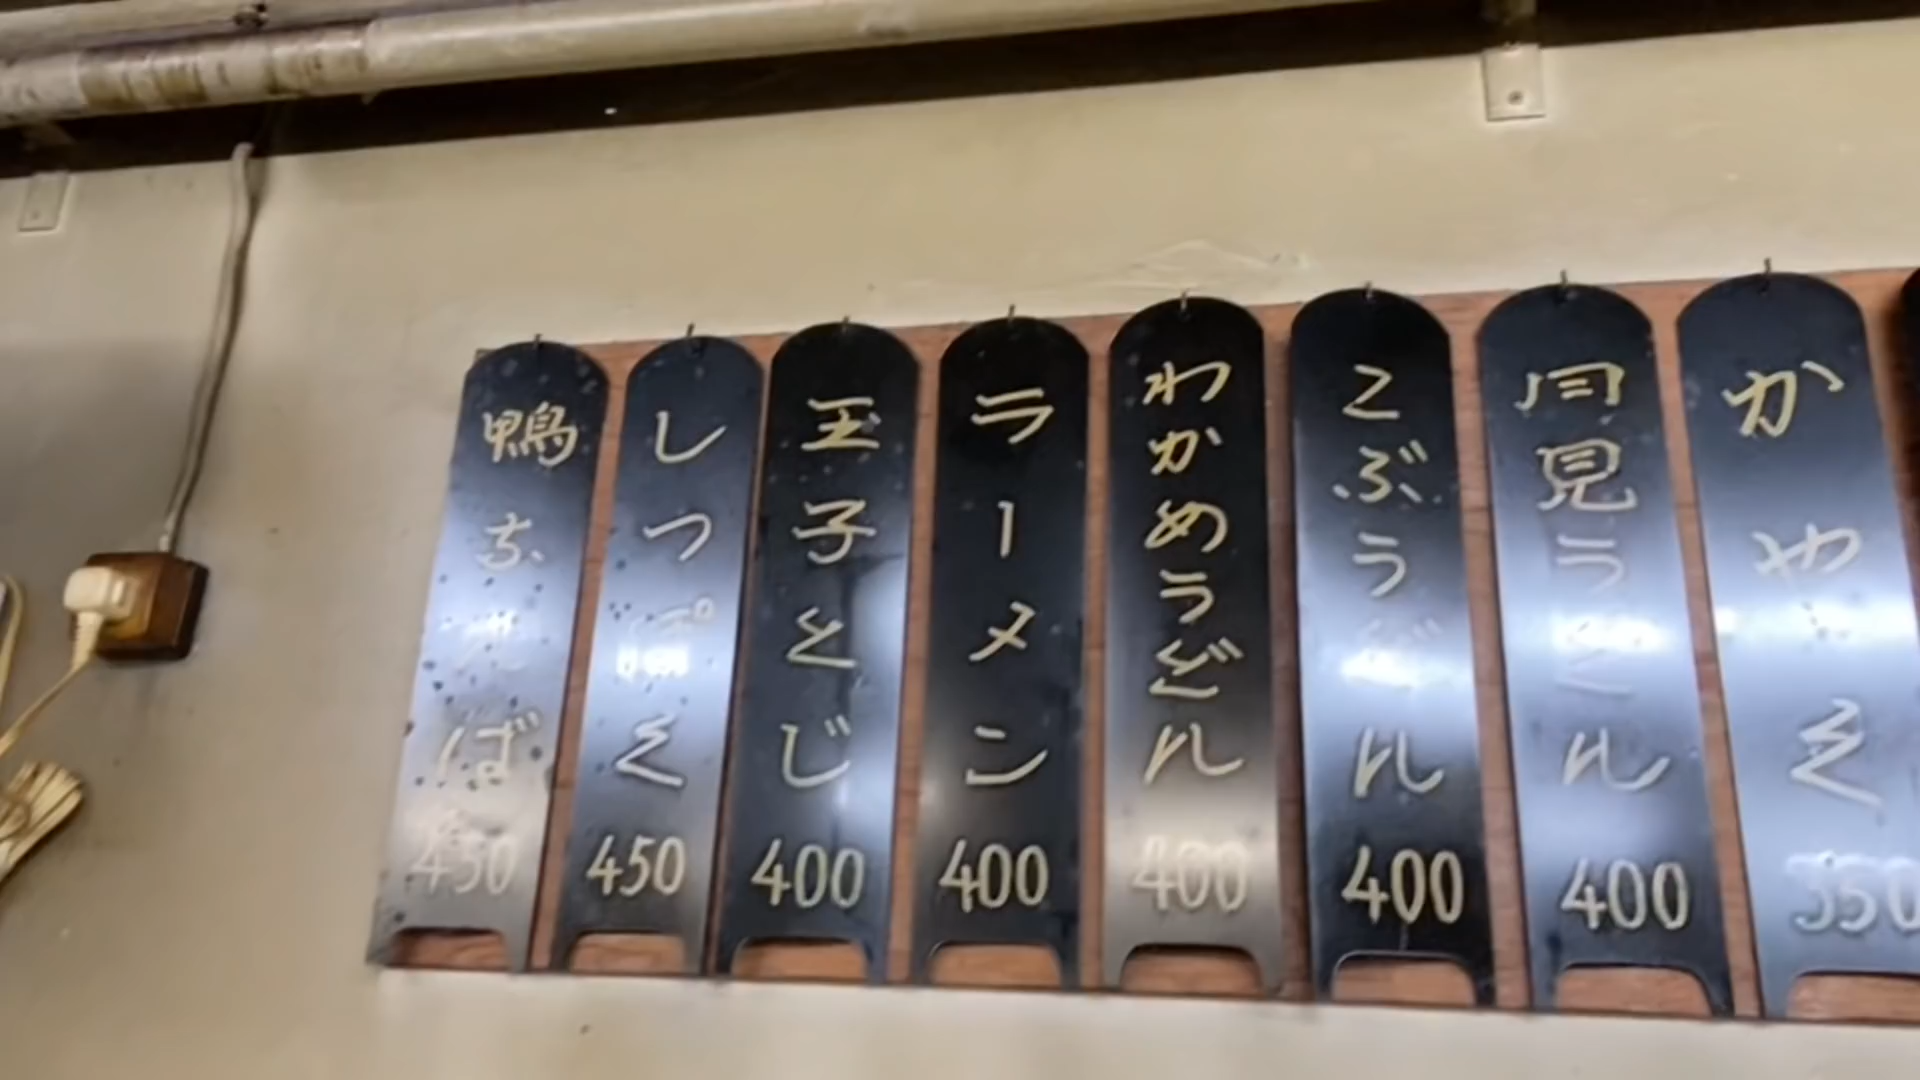 かやく 350
月見うどん 400
こぶうどん 400
わかめうどん 400
ラーメン 400
玉子とじ 400
しっぽく 450
鴨なんば 450